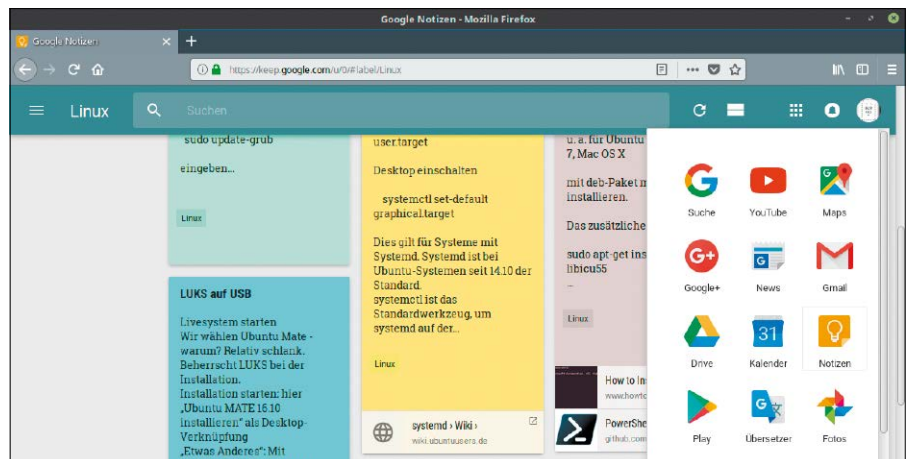 Google Notizen - Mozilla Firefox
Google Notizen
https://keep.google.com/u/0/#label/Linux
Linux
Suchen
sudo update-grub
eingeben...
Linux
LUKS auf USB
Livesystem starten
Wir wählen Ubuntu Mate -
warum? Relativ schlank.
Beherrscht LUKS bei der
Installation.
Installation starten: hier
„Ubuntu MATE 16.10
installieren" als Desktop-
Verknüpfung
„Etwas Anderes": Mit
user.target
Desktop einschalten
systemctl set-default
graphical.target
Dies gilt für Systeme mit
Systemd. Systemd ist bei
Ubuntu-Systemen seit 14.10 der
Standard.
systemctl ist das
Standardwerkzeug, um
systemd auf der...
Linux
systemd › Wiki ›
wiki.ubuntuusers.de
u. a. für Ubuntu
7, Mac OS X
mit deb-Paket m
installieren.
Das zusätzliche
sudo apt-get ins
libicu55
–
Linux
How to In
www.howto
PowerShe
github.com
Suche
YouTube
Maps
G+
Google+
News
Gmail
Drive
31
Kalender
Notizen
Play
Übersetzer
Fotos